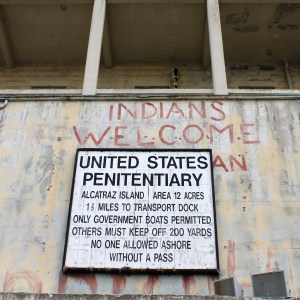 INDIANS
WELCOME
UNITED STATES
PENITENTIARY
ALCATRAZ ISLAND AREA 12 ACRES
1½ MILES TO TRANSPORT DOCK
ONLY GOVERNMENT BOATS PERMITTED
OTHERS MUST KEEP OFF 200 YARDS
NO ONE ALLOWED ASHORE
WITHOUT A PASS